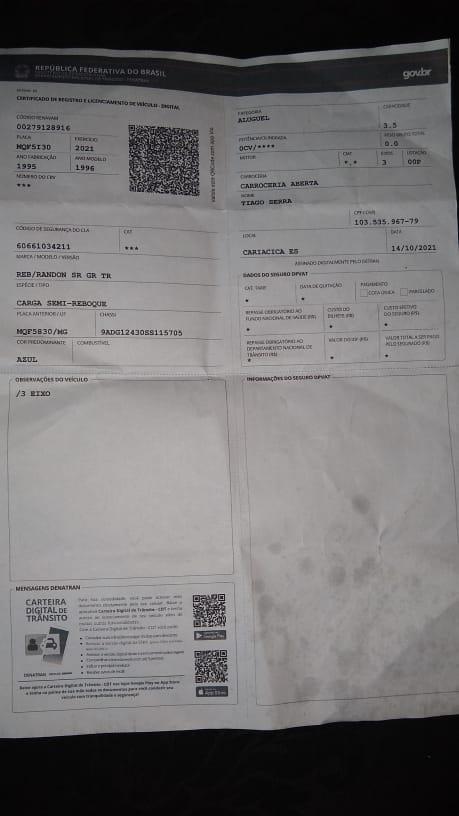 REPÚBLICA FEDERATIVA DO BRASIL
gov.br
CERTIFICADO DE REGISTRO E LICENCIAMENTO DE VEÍCULO - DIGITAL
CÓDIGO RENAVAM
00279128916
PLACA EXERCÍCIO
MQF5I30 2021
ANO FABRICAÇÃO ANO MODELO
1995 1996
NÚMERO DO CRV
***
CÓDIGO DE SEGURANÇA DO CLA CAT
60661034211 ***
MARCA / MODELO / VERSÃO
REB/RANDON SR GR TR
ESPÉCIE / TIPO
CARGA SEMI-REBOQUE
PLACA ANTERIOR / UF CHASSI
MQF5830/MG 9ADG12430SS115705
COR PREDOMINANTE COMBUSTÍVEL
AZUL
CATEGORIA CAPACIDADE
ALUGUEL 3.5
POTÊNCIA/CILINDRADA PESO BRUTO TOTAL
0CV/**** 0.0
MOTOR CMT EIXOS LOTAÇÃO
*.* 3 00P
CARROCERIA
CARROCERIA ABERTA
NOME
TIAGO SERRA
CPF / CNPJ
103.535.967-79
LOCAL DATA
CARIACICA ES 14/10/2021
ASSINADO DIGITALMENTE PELO DETRAN
DADOS DO SEGURO DPVAT
CAT. TARIF DATA DE QUITAÇÃO PAGAMENTO
* * COTA ÚNICA PARCELADO
REPASSE OBRIGATÓRIO AO FUNDO NACIONAL DE SAÚDE (R$) CUSTO DO BILHETE (R$) CUSTO EFETIVO DO SEGURO (R$)
* * *
REPASSE OBRIGATÓRIO AO DEPARTAMENTO NACIONAL DE TRÂNSITO (R$) VALOR DO IOF (R$) VALOR TOTAL A SER PAGO PELO SEGURADO (R$)
* * *
OBSERVAÇÕES DO VEÍCULO
/3 EIXO
INFORMAÇÕES DO SEGURO DPVAT
MENSAGENS DENATRAN
CARTEIRA
DIGITAL DE
TRÂNSITO
DENATRAN
Google Play
App Store
Baixe agora a Carteira Digital de Trânsito - CDT nas lojas Google Play ou App Store
e tenha na palma de sua mão todos os documentos para você conduzir seu
veículo com tranquilidade e segurança!